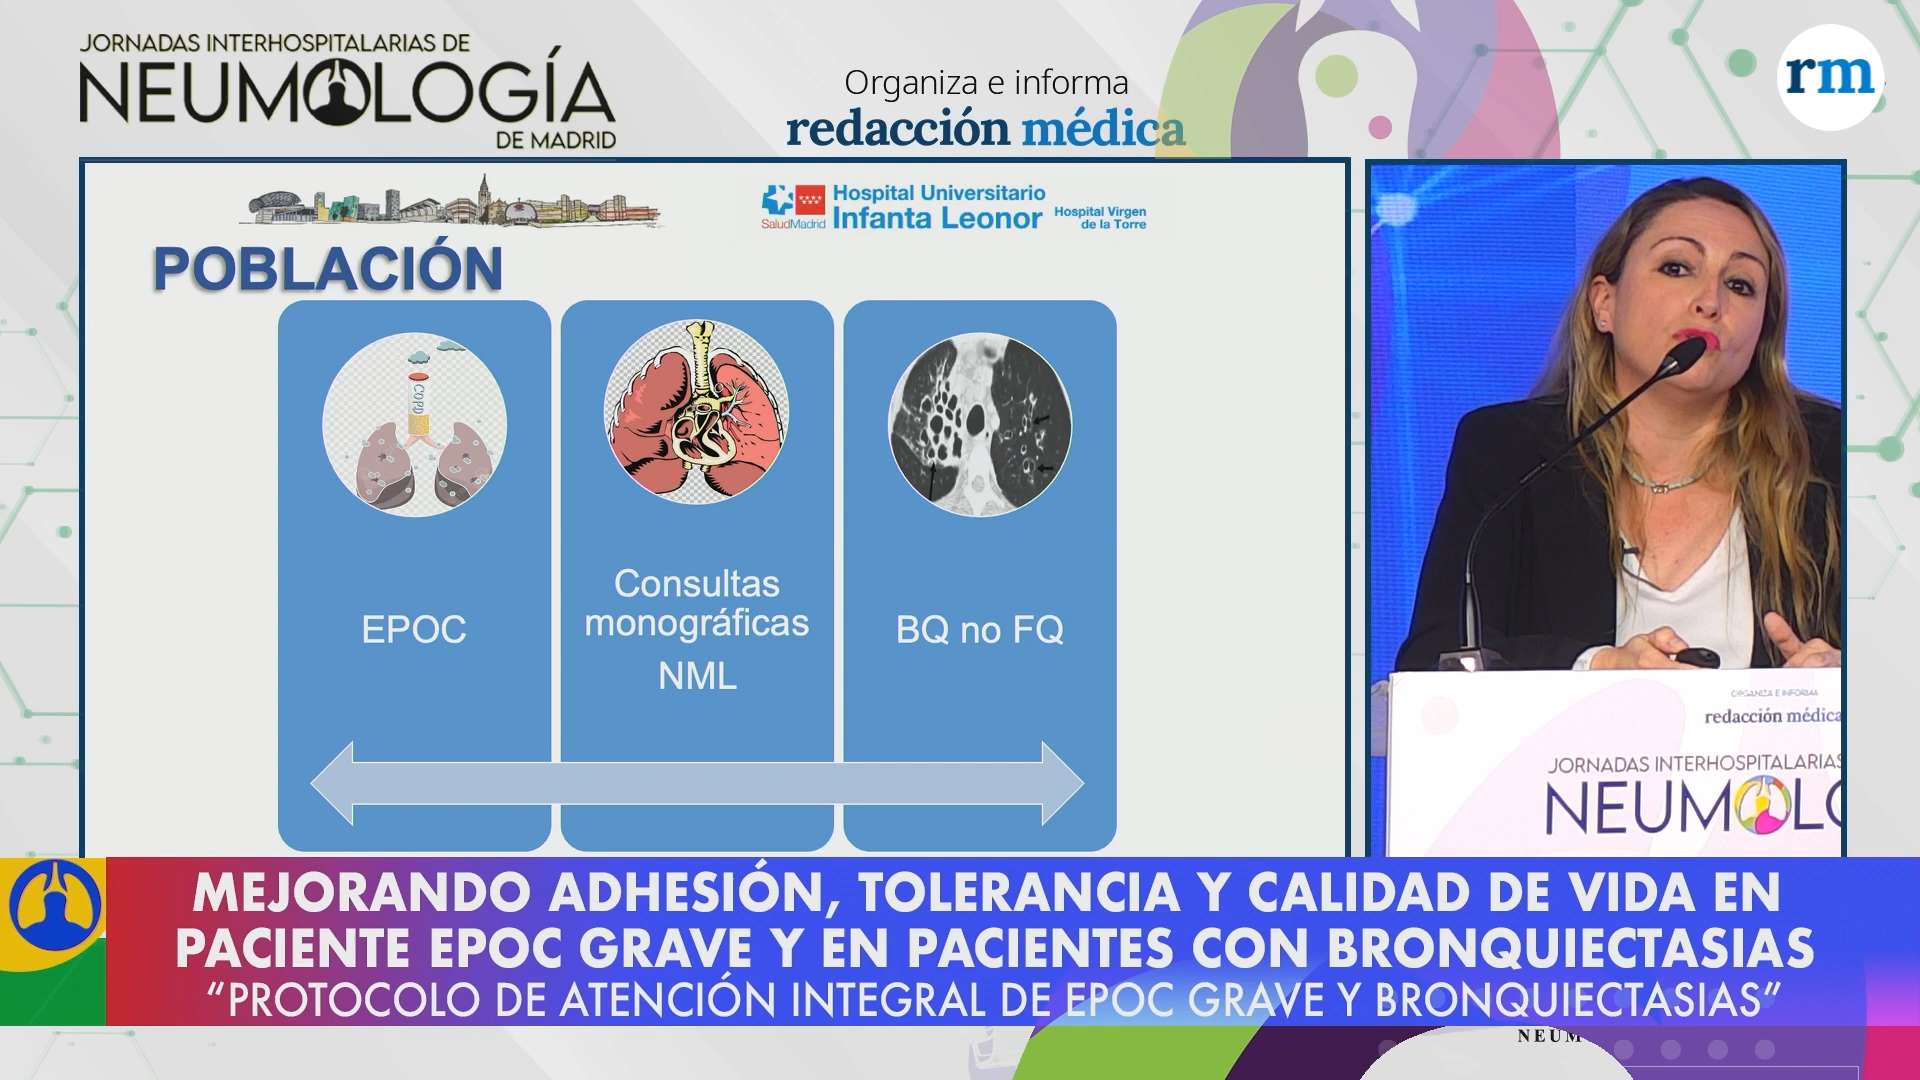 JORNADAS INTERHOSPITALARIAS DE
NEUMOLOGÍA
DE MADRID
Organiza e informa
redacción médica
rm
SaludMadrid
Hospital Universitario
Infanta Leonor
Hospital Virgen
de la Torre
POBLACIÓN
COPD
EPOC
Consultas
monográficas
NML
BQ no FQ
ORGANIZA E INFORMA
redacción médica
JORNADAS INTERHOSPITALARIAS
NEUMOLO
MEJORANDO ADHESIÓN, TOLERANCIA Y CALIDAD DE VIDA EN
PACIENTE EPOC GRAVE Y EN PACIENTES CON BRONQUIECTASIAS
“PROTOCOLO DE ATENCIÓN INTEGRAL DE EPOC GRAVE Y BRONQUIECTASIAS”
NEUM